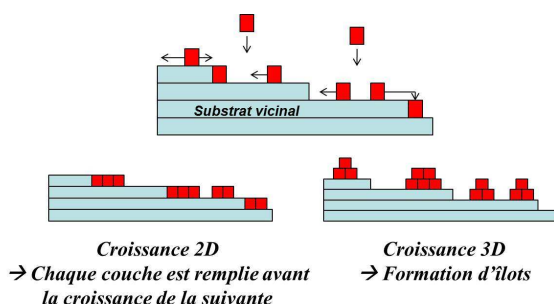 Substrat vicinal
Croissance 2D
→ Chaque couche est remplie avant
la croissance de la suivante
Croissance 3D
→ Formation d'îlots